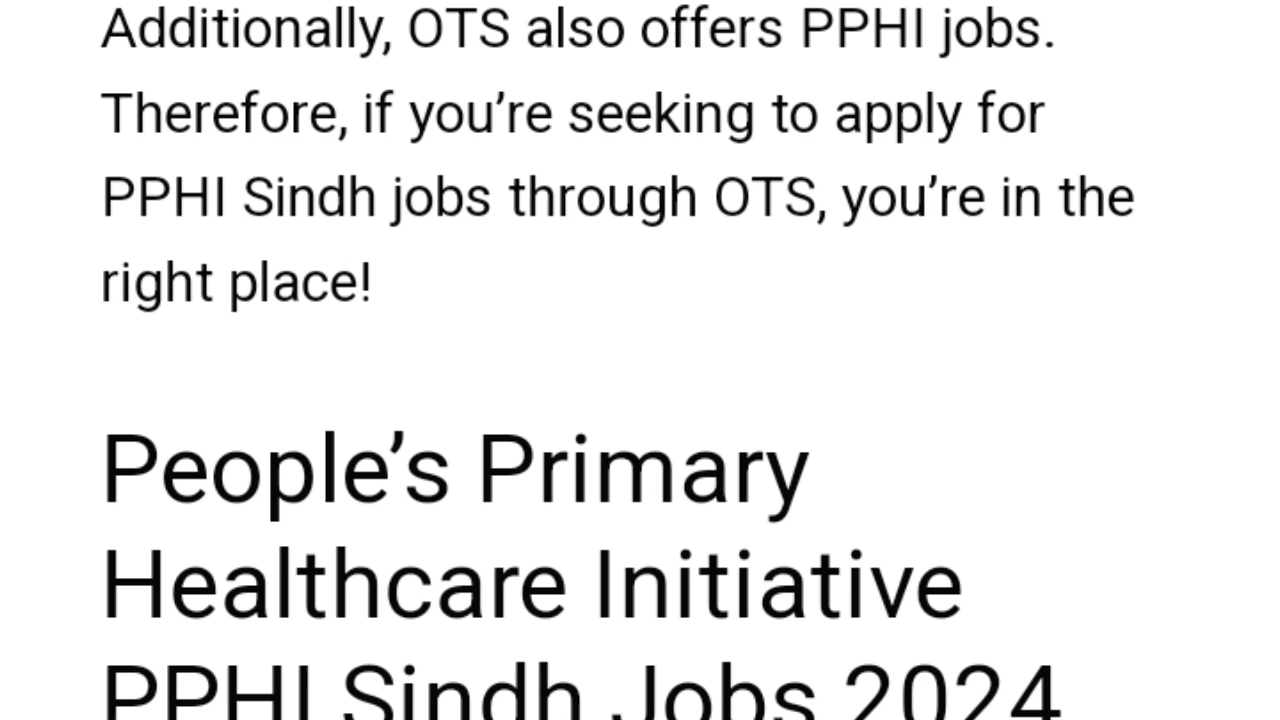 Additionally, OTS also offers PPHI jobs.
Therefore, if you’re seeking to apply for
PPHI Sindh jobs through OTS, you’re in the
right place!
People’s Primary
Healthcare Initiative
PPHI Sindh Jobs 2024